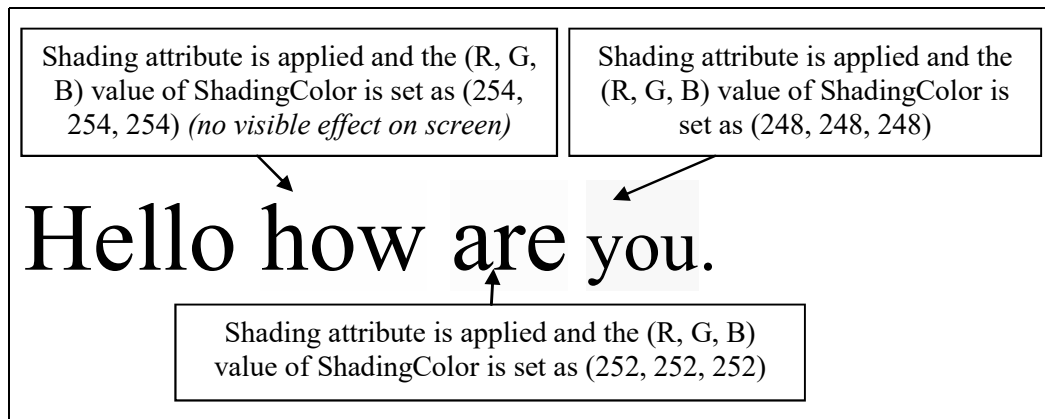 Shading attribute is applied and the (R, G,
B) value of ShadingColor is set as (254,
254, 254) (no visible effect on screen)
Shading attribute is applied and the
(R, G, B) value of ShadingColor is
set as (248, 248, 248)
Hello how are you.
Shading attribute is applied and the (R, G, B)
value of ShadingColor is set as (252, 252, 252)